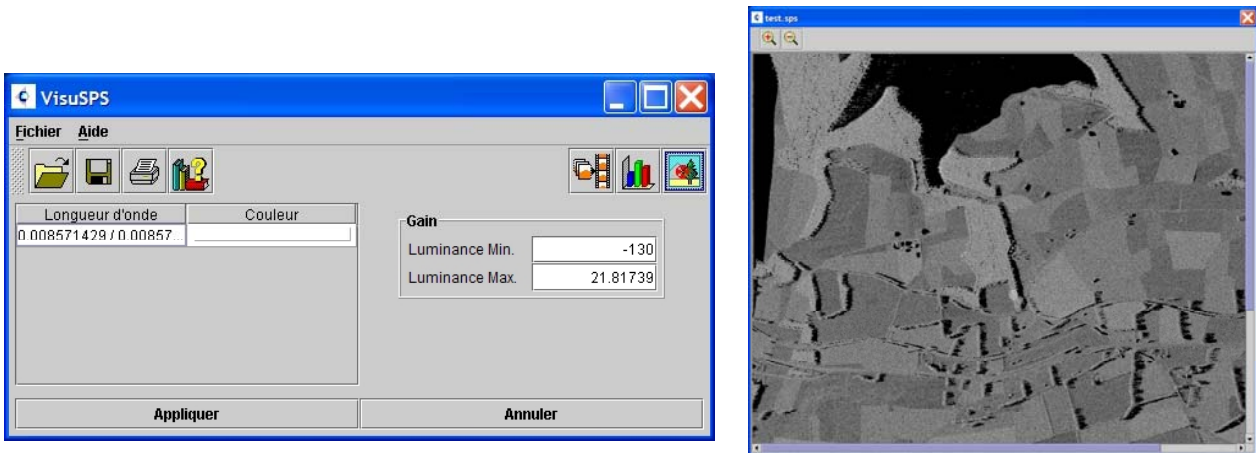 VisuSPS
Fichier Aide
Longueur d'onde Couleur
0.008571429 / 0.00857...
Gain
Luminance Min. -130
Luminance Max. 21.81739
Appliquer Annuler
test.sps